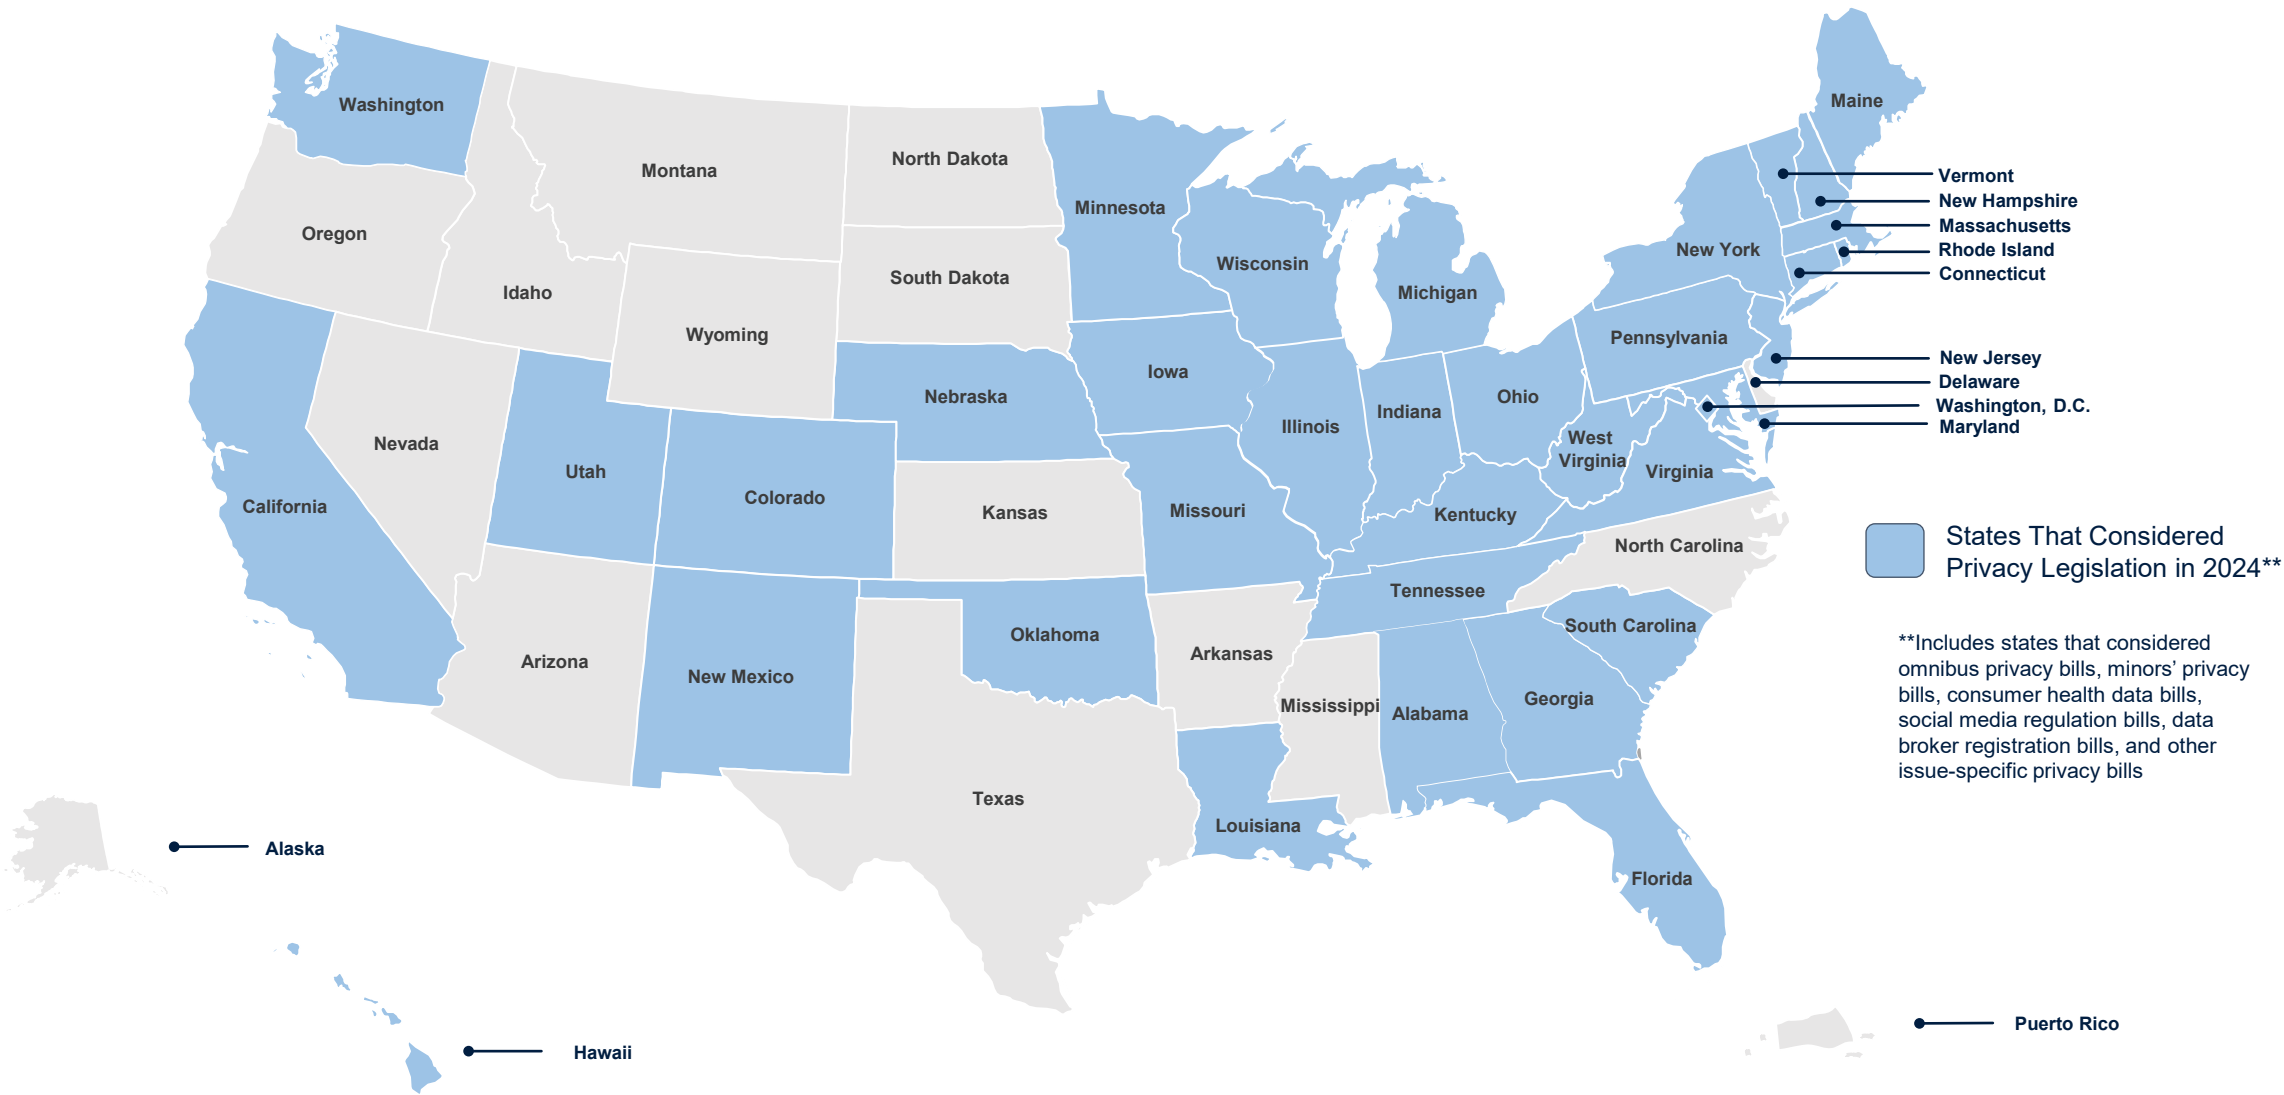 Washington
Maine
Montana
North Dakota
Minnesota
Vermont
New Hampshire
Massachusetts
Rhode Island
Connecticut
Oregon
Idaho
South Dakota
Wisconsin
Michigan
New York
Wyoming
Pennsylvania
New Jersey
Delaware
Washington, D.C.
Maryland
Iowa
Nebraska
Ohio
Indiana
Illinois
Nevada
Utah
Colorado
West
Virginia
Virginia
California
Kansas
Missouri
Kentucky
North Carolina
States That Considered
Privacy Legislation in 2024**
Tennessee
South Carolina
Oklahoma
Arkansas
Arizona
New Mexico
Mississippi
Alabama
Georgia
**Includes states that considered
omnibus privacy bills, minors’ privacy
bills, consumer health data bills,
social media regulation bills, data
broker registration bills, and other
issue-specific privacy bills
Texas
Louisiana
Florida
Alaska
Hawaii
Puerto Rico